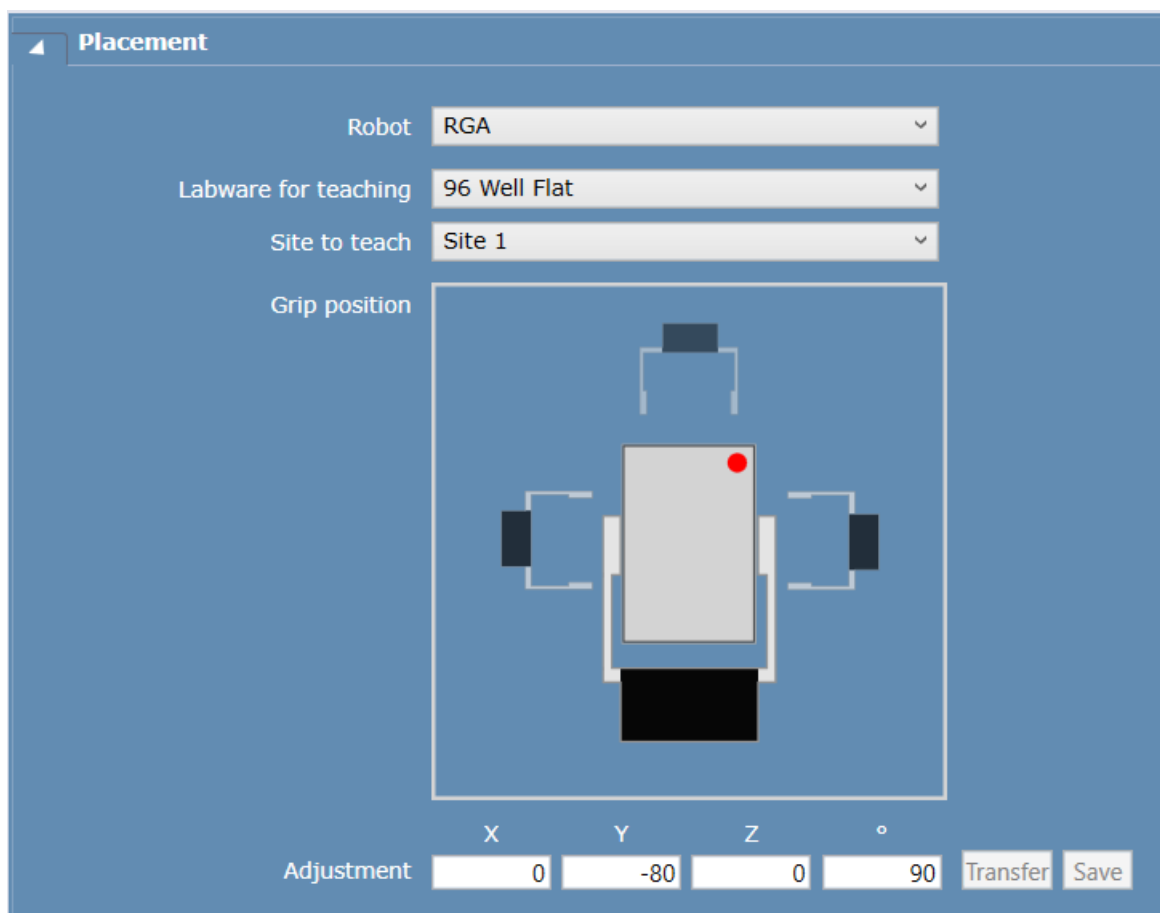 Placement
Robot RGA
Labware for teaching 96 Well Flat
Site to teach Site 1
Grip position
X Y Z º
Adjustment 0 -80 0 90 Transfer Save